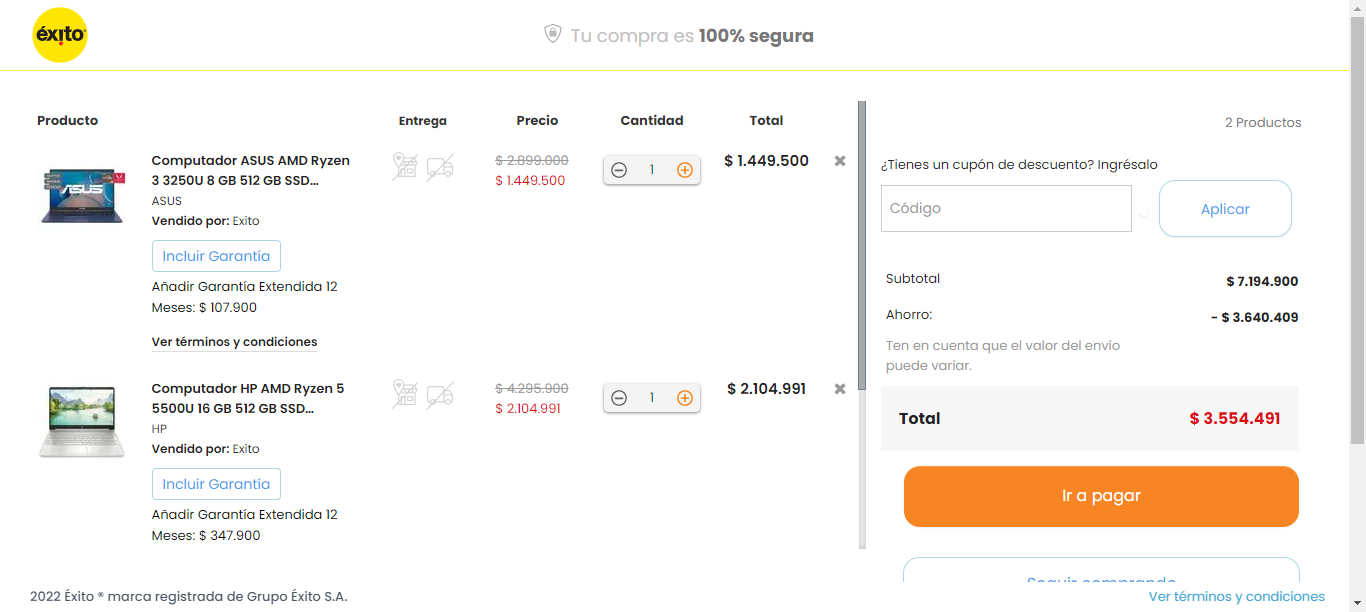 éxito
Tu compra es 100% segura
Producto
Entrega
Precio
Cantidad
Total
2 Productos
Computador ASUS AMD Ryzen
3 3250U 8 GB 512 GB SSD...
ASUS
Vendido por: Exito
Incluir Garantía
Añadir Garantía Extendida 12
Meses: $ 107.900
Ver términos y condiciones
ASUS
$ 2.899.000
$ 1.449.500
1
$ 1.449.500
Computador HP AMD Ryzen 5
5500U 16 GB 512 GB SSD...
HP
Vendido por: Exito
Incluir Garantía
Añadir Garantía Extendida 12
Meses: $ 347.900
$ 4.295.900
$ 2.104.991
1
$ 2.104.991
¿Tienes un cupón de descuento? Ingrésalo
Código
Aplicar
Subtotal
$ 7.194.900
Ahorro:
- $ 3.640.409
Ten en cuenta que el valor del envío
puede variar.
Total
$ 3.554.491
Ir a pagar
Seguir comprando
2022 Éxito ® marca registrada de Grupo Éxito S.A.
Ver términos y condiciones